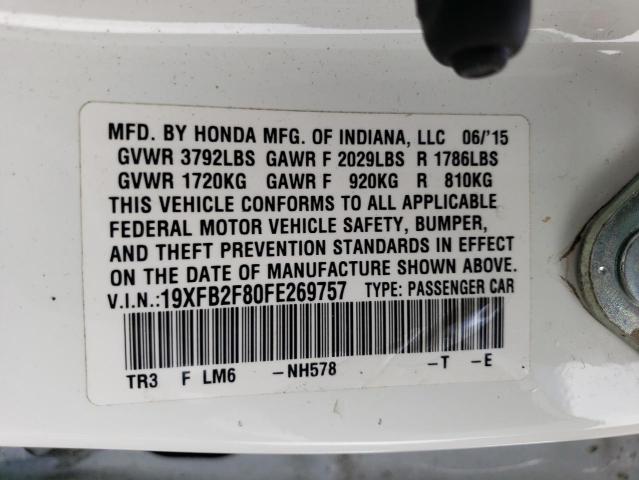 MFD. BY HONDA MFG. OF INDIANA, LLC 06/'15
GVWR 3792LBS GAWR F 2029LBS R 1786LBS
GVWR 1720KG GAWR F 920KG R 810KG
THIS VEHICLE CONFORMS TO ALL APPLICABLE
FEDERAL MOTOR VEHICLE SAFETY, BUMPER,
AND THEFT PREVENTION STANDARDS IN EFFECT
ON THE DATE OF MANUFACTURE SHOWN ABOVE.
V.I.N.:19XFB2F80FE269757 TYPE: PASSENGER CAR
TR3 F LM6 -NH578 -T -E